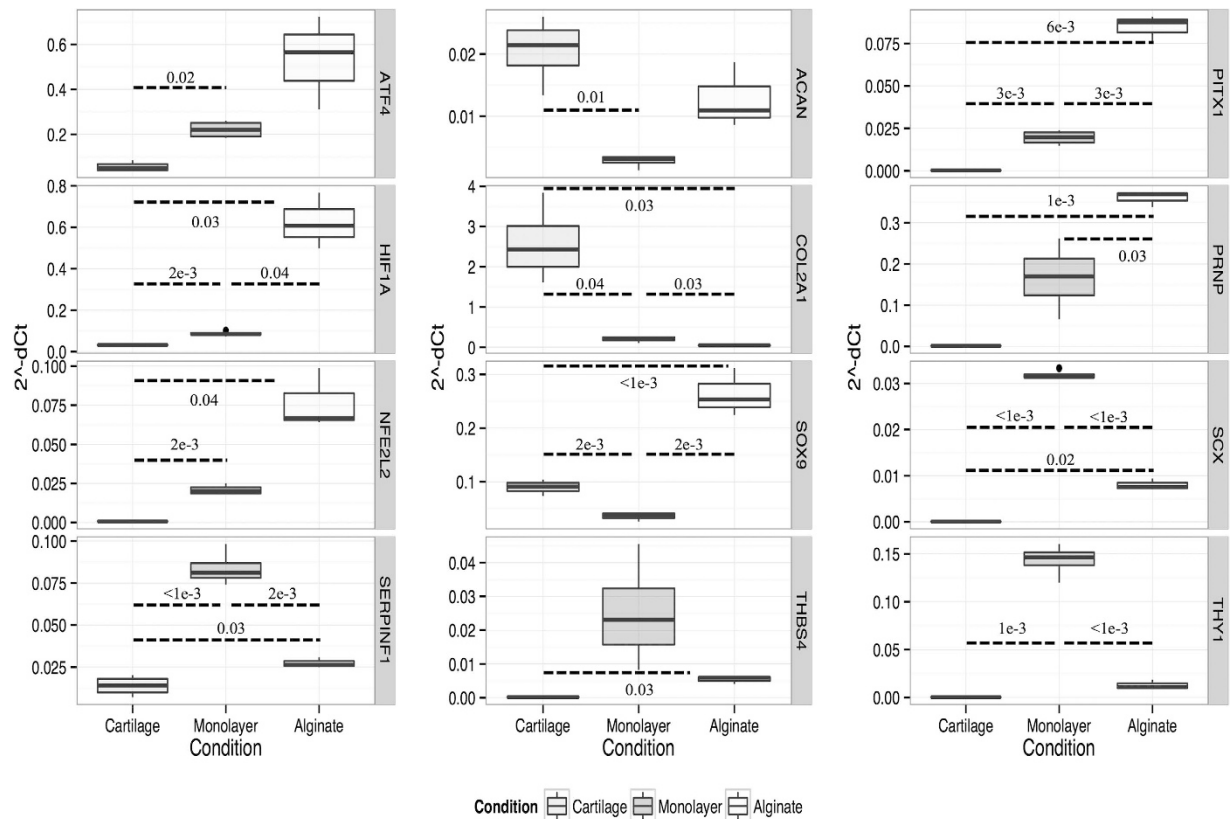 0.6
0.4
0.2
0.0
0.02
ATF4
0.8
0.6
0.4
0.2
0.0
0.03
2e-3
0.04
HIF1A
2^-dCt
0.100
0.075
0.050
0.025
0.000
0.04
2e-3
NFE2L2
0.100
0.075
0.050
0.025
<1e-3
2e-3
0.03
SERPINF1
Cartilage Monolayer Alginate
Condition
0.02
0.01
0.01
ACAN
4
3
2
1
0
0.03
0.04
0.03
COL2A1
2^-dCt
0.3
0.2
0.1
<1e-3
2e-3
2e-3
SOX9
0.04
0.03
0.02
0.01
0.00
0.03
THBS4
Cartilage Monolayer Alginate
Condition
0.075
0.050
0.025
0.000
6e-3
3e-3
3e-3
PITX1
0.3
0.2
0.1
0.0
1e-3
0.03
PRNP
2^-dCt
0.03
0.02
0.01
0.00
<1e-3
<1e-3
0.02
SCX
0.15
0.10
0.05
0.00
1e-3
<1e-3
THY1
Cartilage Monolayer Alginate
Condition
Condition Cartilage Monolayer Alginate